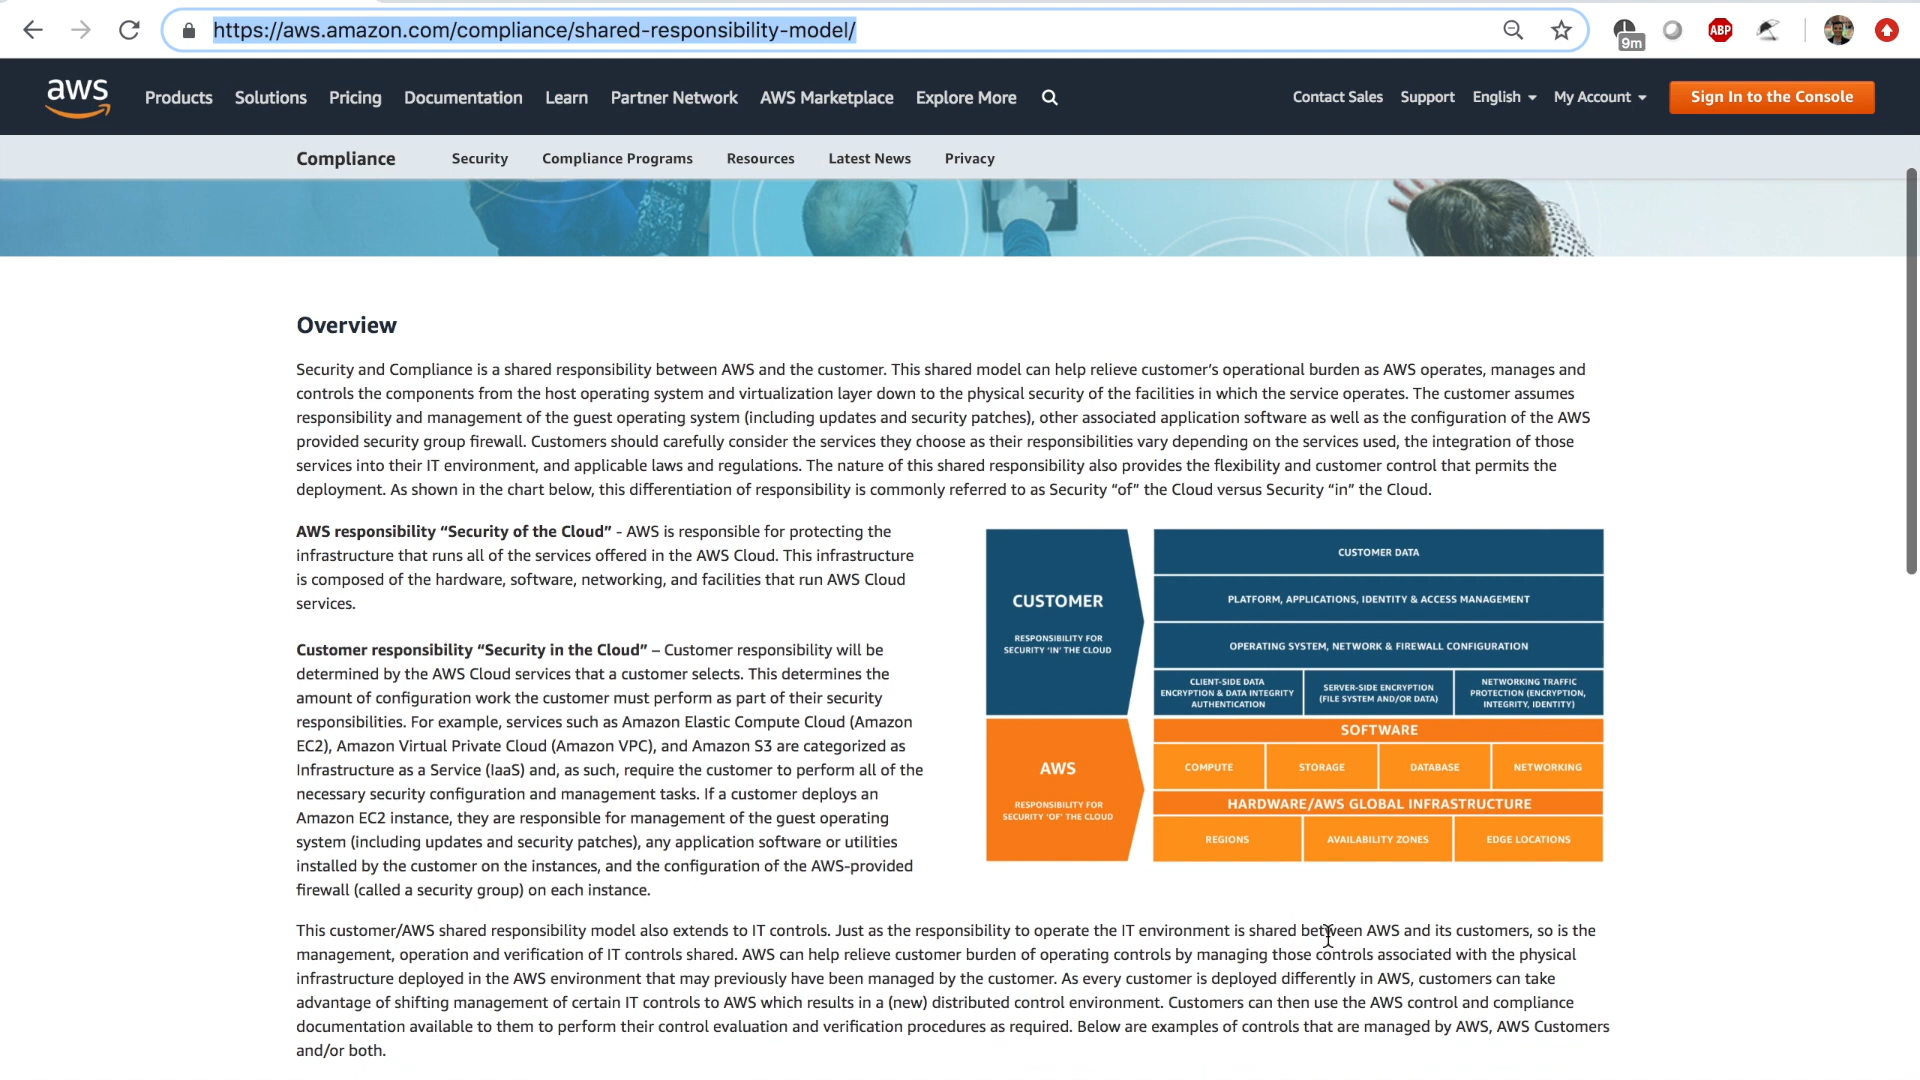 https://aws.amazon.com/compliance/shared-responsibility-model/
9m
ABP
aws
Products Solutions Pricing Documentation Learn Partner Network AWS Marketplace Explore More
Contact Sales Support English My Account Sign In to the Console
Compliance Security Compliance Programs Resources Latest News Privacy
Overview
Security and Compliance is a shared responsibility between AWS and the customer. This shared model can help relieve customer’s operational burden as AWS operates, manages and
controls the components from the host operating system and virtualization layer down to the physical security of the facilities in which the service operates. The customer assumes
responsibility and management of the guest operating system (including updates and security patches), other associated application software as well as the configuration of the AWS
provided security group firewall. Customers should carefully consider the services they choose as their responsibilities vary depending on the services used, the integration of those
services into their IT environment, and applicable laws and regulations. The nature of this shared responsibility also provides the flexibility and customer control that permits the
deployment. As shown in the chart below, this differentiation of responsibility is commonly referred to as Security “of” the Cloud versus Security “in” the Cloud.
AWS responsibility “Security of the Cloud” - AWS is responsible for protecting the
infrastructure that runs all of the services offered in the AWS Cloud. This infrastructure
is composed of the hardware, software, networking, and facilities that run AWS Cloud
services.
Customer responsibility “Security in the Cloud” – Customer responsibility will be
determined by the AWS Cloud services that a customer selects. This determines the
amount of configuration work the customer must perform as part of their security
responsibilities. For example, services such as Amazon Elastic Compute Cloud (Amazon
EC2), Amazon Virtual Private Cloud (Amazon VPC), and Amazon S3 are categorized as
Infrastructure as a Service (IaaS) and, as such, require the customer to perform all of the
necessary security configuration and management tasks. If a customer deploys an
Amazon EC2 instance, they are responsible for management of the guest operating
system (including updates and security patches), any application software or utilities
installed by the customer on the instances, and the configuration of the AWS-provided
firewall (called a security group) on each instance.
CUSTOMER
RESPONSIBILITY FOR
SECURITY ‘IN’ THE CLOUD
CUSTOMER DATA
PLATFORM, APPLICATIONS, IDENTITY & ACCESS MANAGEMENT
OPERATING SYSTEM, NETWORK & FIREWALL CONFIGURATION
CLIENT-SIDE DATA
ENCRYPTION & DATA INTEGRITY
AUTHENTICATION
SERVER-SIDE ENCRYPTION
(FILE SYSTEM AND/OR DATA)
NETWORKING TRAFFIC
PROTECTION (ENCRYPTION,
INTEGRITY, IDENTITY)
AWS
RESPONSIBILITY FOR
SECURITY ‘OF’ THE CLOUD
SOFTWARE
COMPUTE STORAGE DATABASE NETWORKING
HARDWARE/AWS GLOBAL INFRASTRUCTURE
REGIONS AVAILABILITY ZONES EDGE LOCATIONS
This customer/AWS shared responsibility model also extends to IT controls. Just as the responsibility to operate the IT environment is shared between AWS and its customers, so is the
management, operation and verification of IT controls shared. AWS can help relieve customer burden of operating controls by managing those controls associated with the physical
infrastructure deployed in the AWS environment that may previously have been managed by the customer. As every customer is deployed differently in AWS, customers can take
advantage of shifting management of certain IT controls to AWS which results in a (new) distributed control environment. Customers can then use the AWS control and compliance
documentation available to them to perform their control evaluation and verification procedures as required. Below are examples of controls that are managed by AWS, AWS Customers
and/or both.